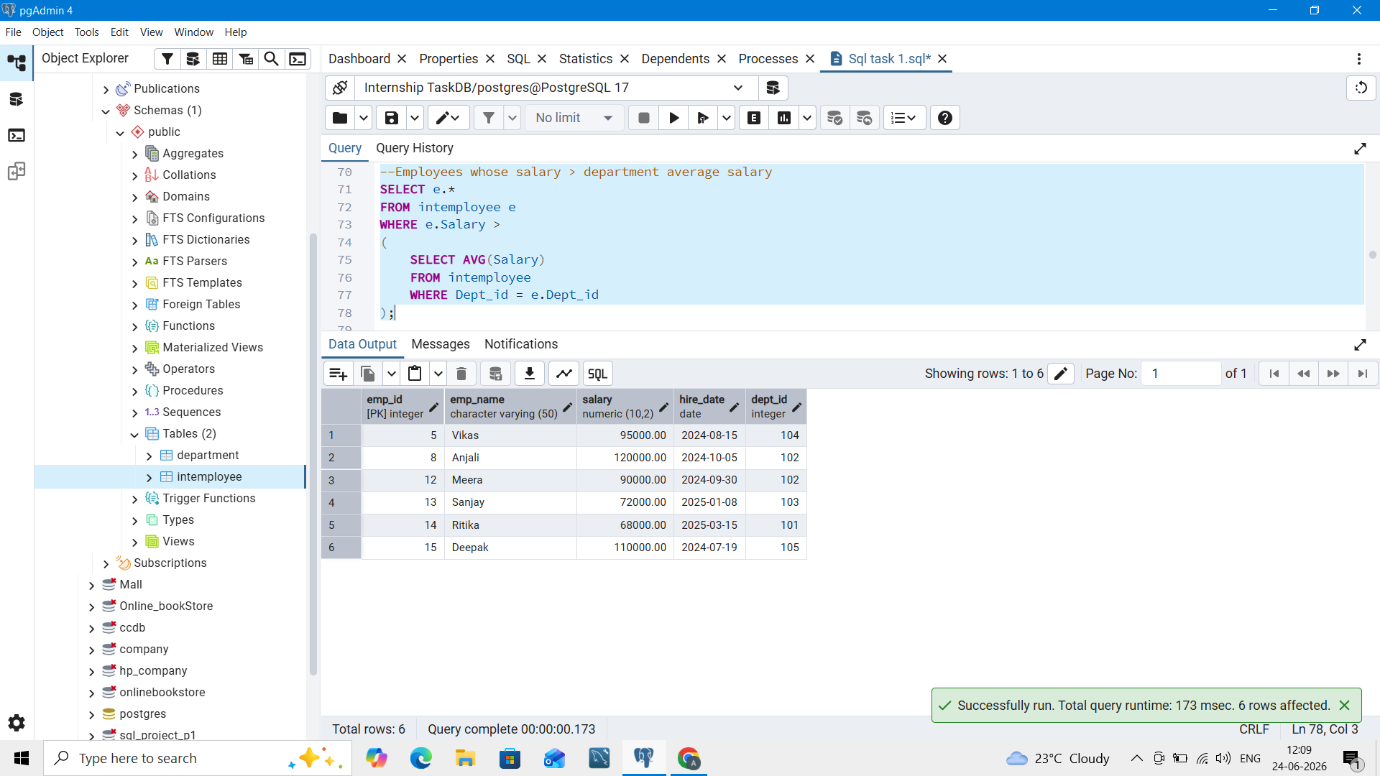 pgAdmin 4
File Object Tools Edit View Window Help
Object Explorer
Dashboard Properties SQL Statistics Dependents Processes Sql task 1.sql*
Internship TaskDB/postgres@PostgreSQL 17
No limit
Query Query History
70 --Employees whose salary > department average salary
71 SELECT e.*
72 FROM intemployee e
73 WHERE e.Salary >
74 (
75 SELECT AVG(Salary)
76 FROM intemployee
77 WHERE Dept_id = e.Dept_id
78 );
79
Publications
Schemas (1)
public
Aggregates
Collations
Domains
FTS Configurations
FTS Dictionaries
Aa FTS Parsers
FTS Templates
Foreign Tables
Functions
Materialized Views
Operators
Procedures
1..3 Sequences
Tables (2)
department
intemployee
Trigger Functions
Types
Views
Subscriptions
Mall
Online_bookStore
ccdb
company
hp_company
onlinebookstore
postgres
sql_project_p1
Data Output Messages Notifications
SQL Showing rows: 1 to 6 Page No: 1 of 1
emp_id emp_name salary hire_date dept_id
[PK] integer character varying (50) numeric (10,2) date integer
1 5 Vikas 95000.00 2024-08-15 104
2 8 Anjali 120000.00 2024-10-05 102
3 12 Meera 90000.00 2024-09-30 102
4 13 Sanjay 72000.00 2025-01-08 103
5 14 Ritika 68000.00 2025-03-15 101
6 15 Deepak 110000.00 2024-07-19 105
Successfully run. Total query runtime: 173 msec. 6 rows affected.
Total rows: 6 Query complete 00:00:00.173 CRLF Ln 78, Col 3
Type here to search
23°C Cloudy ENG
12:09
24-06-2026
1